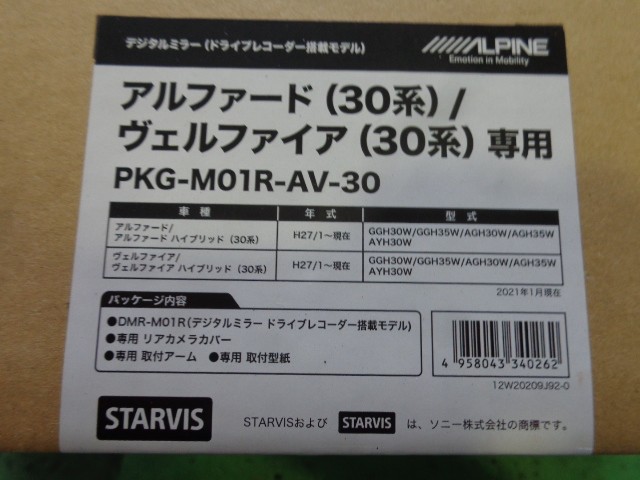 デジタルミラー(ドライブレコーダー搭載モデル)
ALPINE
Emotion in Mobility
アルファード(30系)/
ヴェルファイア(30系)専用
PKG-M01R-AV-30
車種 年式 型式
アルファード/
アルファード ハイブリッド(30系) H27/1〜現在 GGH30W/GGH35W/AGH30W/AGH35W
AYH30W
ヴェルファイア/
ヴェルファイア ハイブリッド(30系) H27/1〜現在 GGH30W/GGH35W/AGH30W/AGH35W
AYH30W
2021年1月現在
パッケージ内容
●DMR-M01R(デジタルミラー ドライブレコーダー搭載モデル)
●専用 リアカメラカバー
●専用 取付アーム ●専用 取付型紙
4 958043 340262
12W20209J92-0
STARVIS
STARVISおよび STARVIS は、ソニー株式会社の商標です。